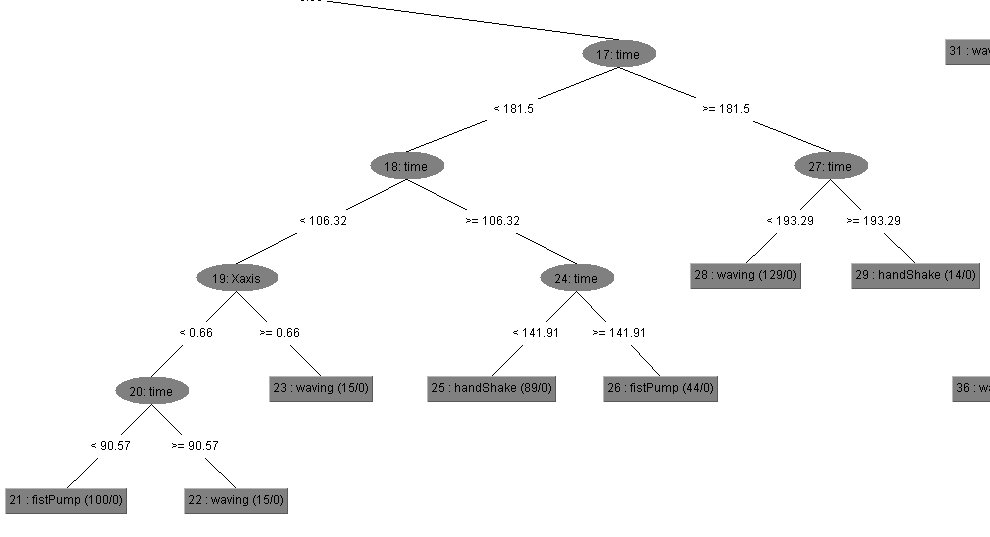 17: time
31 : wav
< 181.5
>= 181.5
18: time
27: time
< 106.32
>= 106.32
< 193.29
>= 193.29
19: Xaxis
24: time
28 : waving (129/0)
29 : handShake (14/0)
< 0.66
>= 0.66
< 141.91
>= 141.91
20: time
23 : waving (15/0)
25 : handShake (89/0)
26 : fistPump (44/0)
36 : wa
< 90.57
>= 90.57
21 : fistPump (100/0)
22 : waving (15/0)